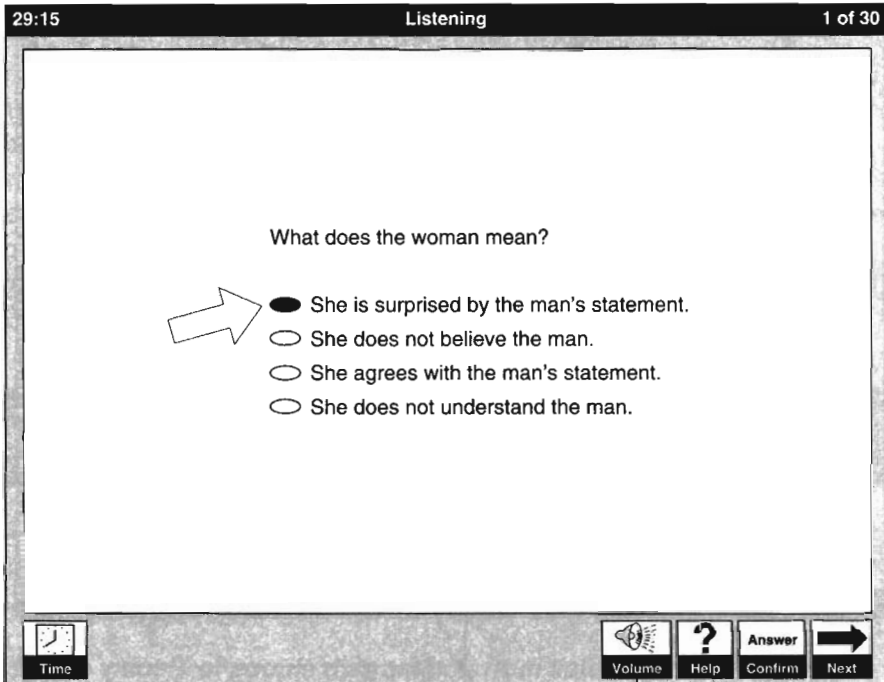 29:15 Listening 1 of 30
What does the woman mean?
She is surprised by the man's statement.
She does not believe the man.
She agrees with the man's statement.
She does not understand the man.
Time Volume ? Help Answer Confirm Next